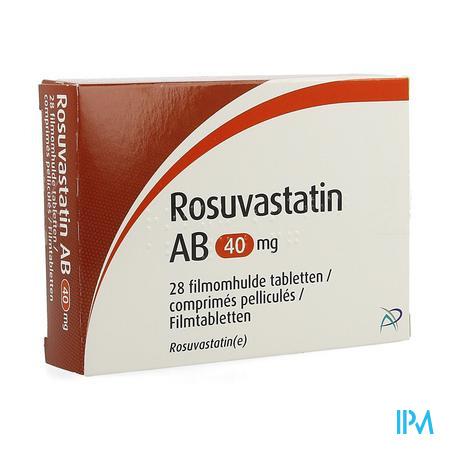 Rosuvastatin AB 40 mg
28 filmomhulde tabletten /
comprimés pelliculés / Filmtabletten
Rosuvastatin
AB 40 mg
28 filmomhulde tabletten /
comprimés pelliculés /
Filmtabletten
Rosuvastatin(e)
IPM